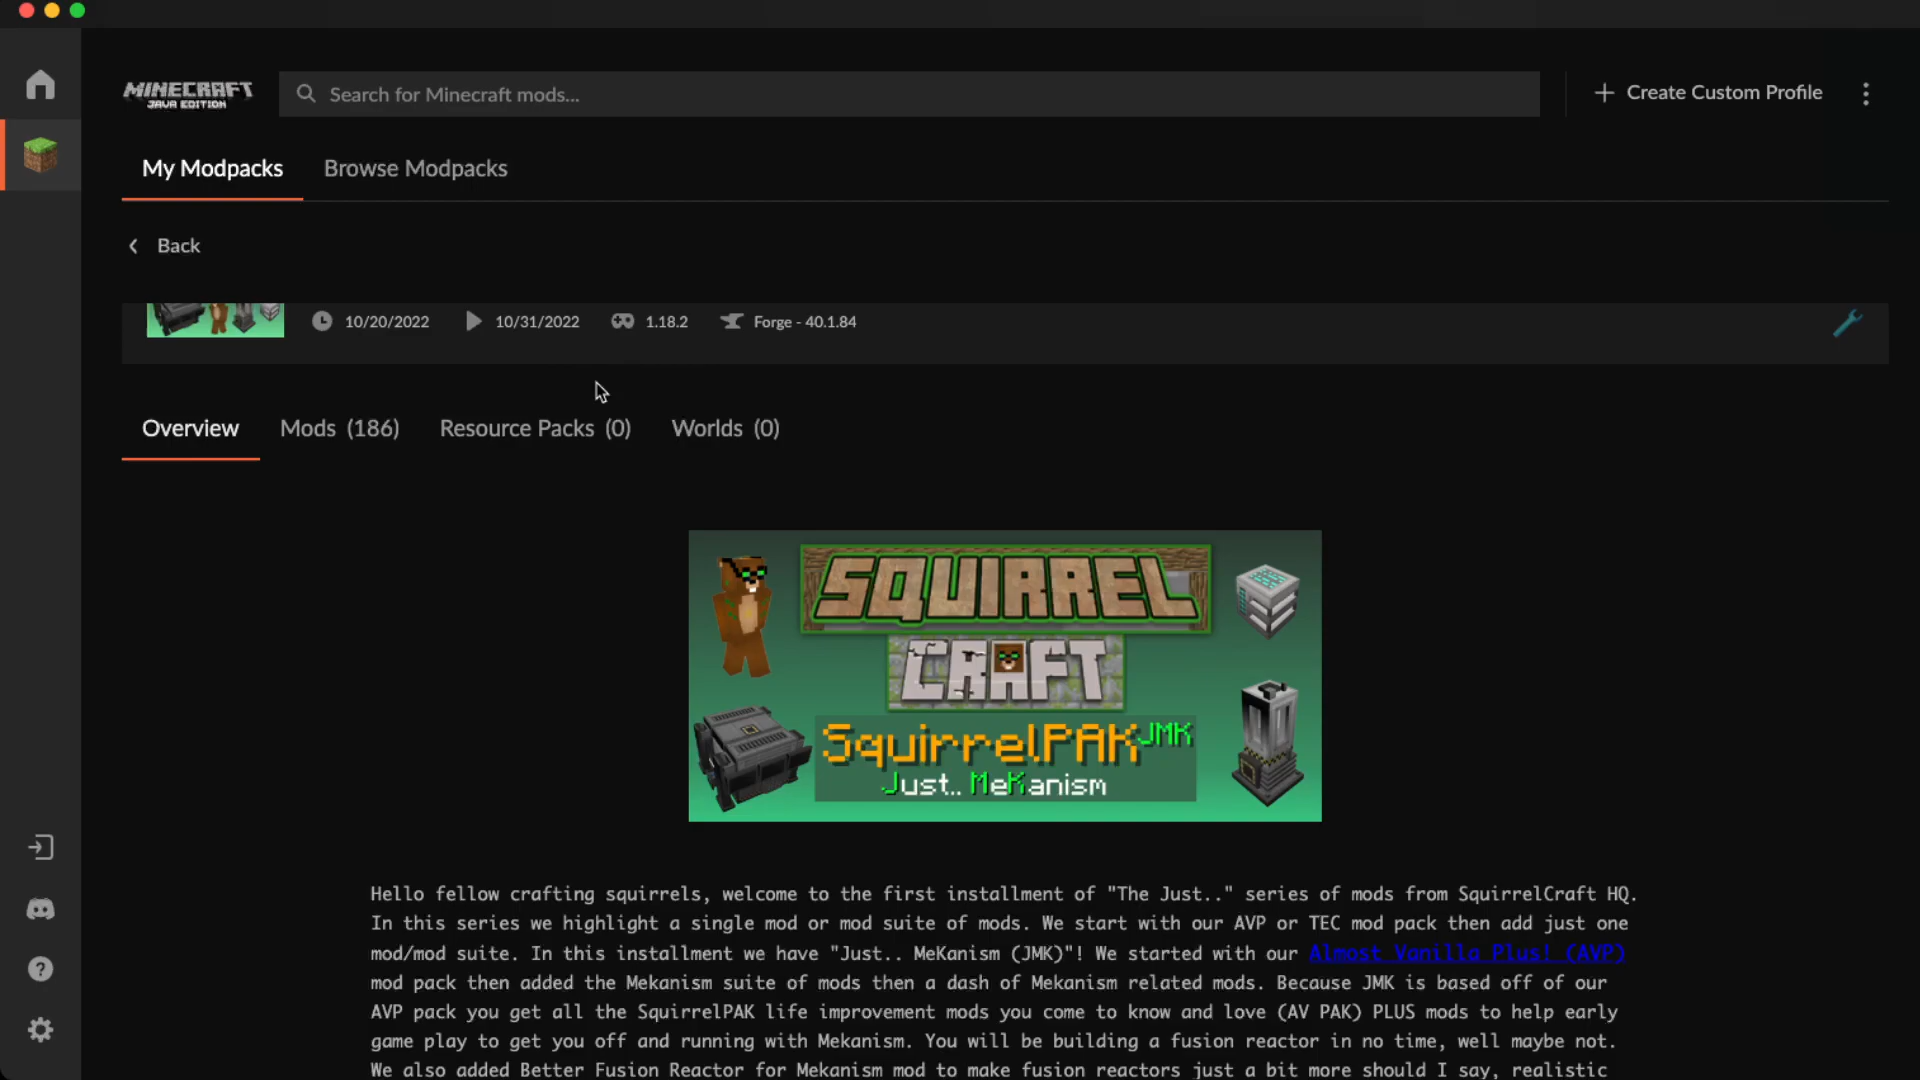 MINECRAFT
JAVA EDITION
Search for Minecraft mods...
Create Custom Profile
My Modpacks
Browse Modpacks
Back
10/20/2022
10/31/2022
1.18.2
Forge - 40.1.84
Overview
Mods (186)
Resource Packs (0)
Worlds (0)
SQUIRREL
CRAFT
SquirrelPAK JMK
Just.. MeKanism
Hello fellow crafting squirrels, welcome to the first installment of "The Just.." series of mods from SquirrelCraft HQ.
In this series we highlight a single mod or mod suite of mods. We start with our AVP or TEC mod pack then add just one
mod/mod suite. In this installment we have "Just.. MeKanism (JMK)"! We started with our Almost Vanilla Plus! (AVP)
mod pack then added the Mekanism suite of mods then a dash of Mekanism related mods. Because JMK is based off of our
AVP pack you get all the SquirrelPAK life improvement mods you come to know and love (AV PAK) PLUS mods to help early
game play to get you off and running with Mekanism. You will be building a fusion reactor in no time, well maybe not.
We also added Better Fusion Reactor for Mekanism mod to make fusion reactors just a bit more should I say, realistic